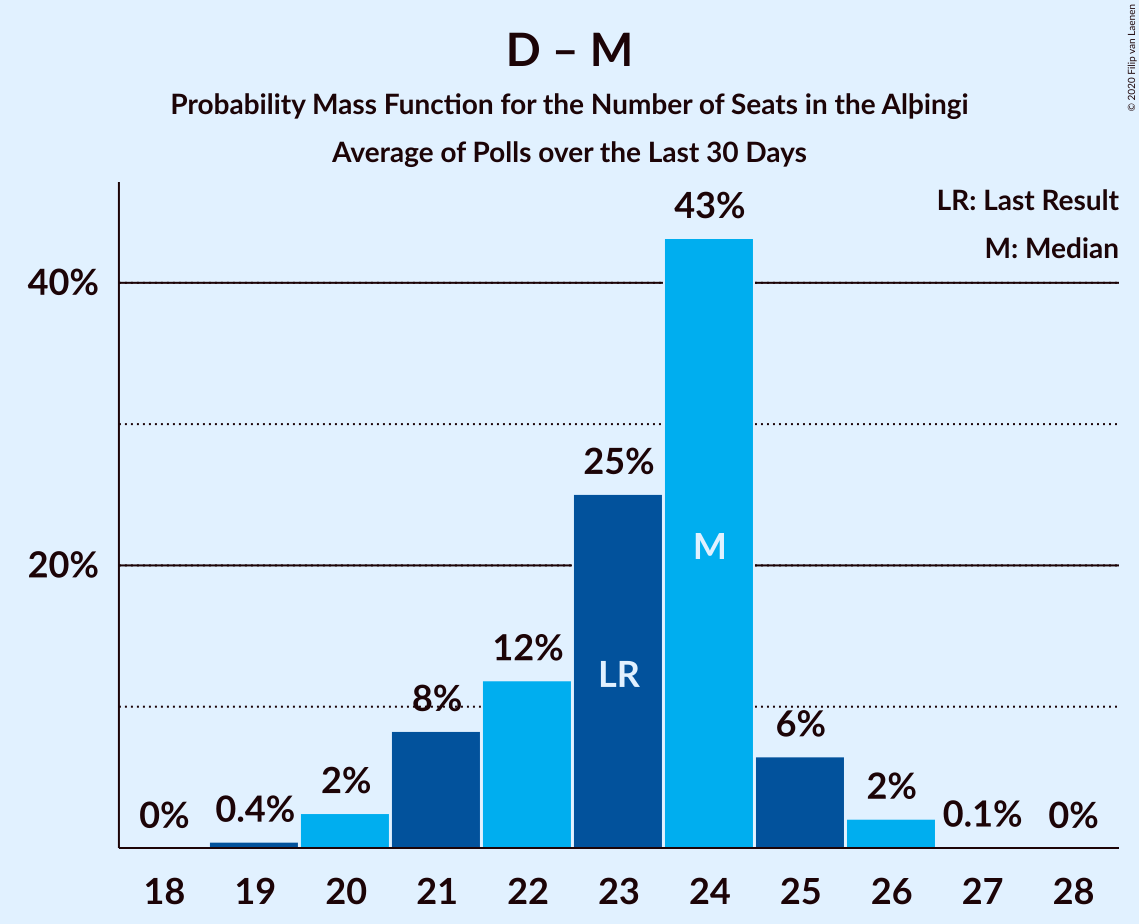 D – M
Probability Mass Function for the Number of Seats in the Alþingi
Average of Polls over the Last 30 Days
© 2020 Filip van Laenen
LR: Last Result
M: Median
40%
20%
0%
0.4%
2%
8%
12%
25%
43%
6%
2%
0.1%
0%
LR
M
18 19 20 21 22 23 24 25 26 27 28